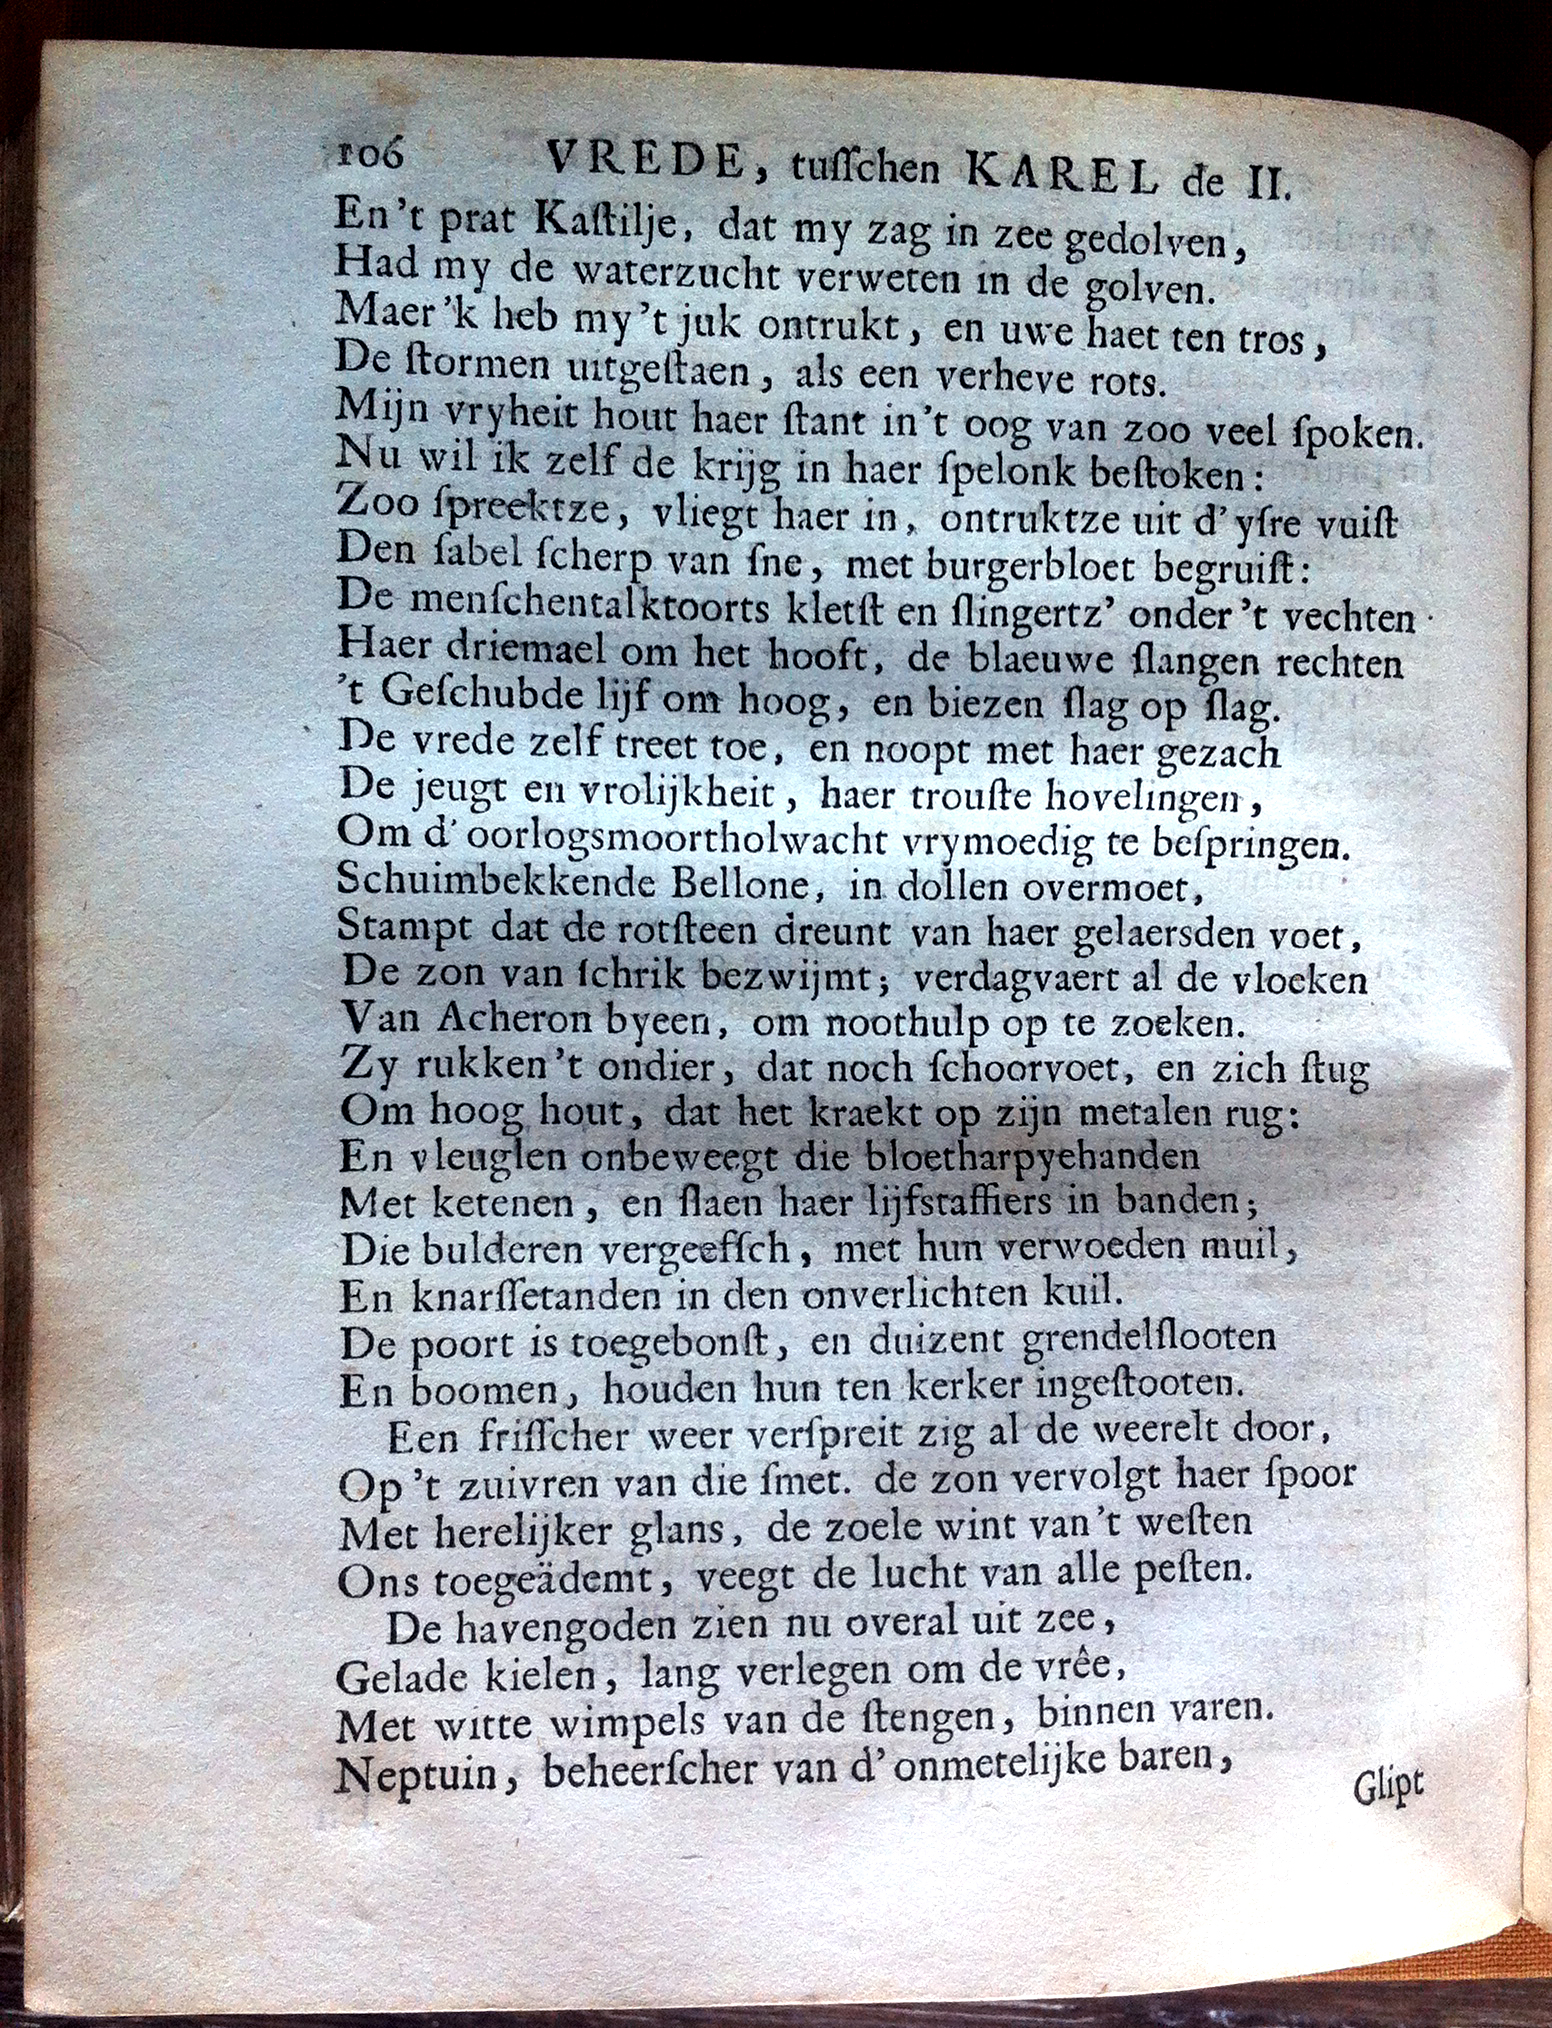 106 VREDE, tuſſchen KAREL de II.
En 't prat Kaſtilje, dat my zag in zee gedolven,
Had my de waterzucht verweten in de golven.
Maer 'k heb my 't juk ontrukt, en uwe haet ten tros,
De ſtormen uitgeſtaen, als een verheve rots.
Mijn vryheit hout haer ſtant in 't oog van zoo veel ſpoken.
Nu wil ik zelf de krijg in haer ſpelonk beſtoken:
Zoo ſpreektze, vliegt haer in, ontruktze uit d' yſre vuiſt
Den ſabel ſcherp van ſne, met burgerbloet begruiſt:
De menſchentalktoorts kletſt en ſlingertz' onder 't vechten
Haer driemael om het hooft, de blaeuwe ſlangen rechten
't Geſchubde lijf om hoog, en biezen ſlag op ſlag.
De vrede zelf treet toe, en noopt met haer gezach
De jeugt en vrolijkheit, haer trouſte hovelingen,
Om d' oorlogsmoortholwacht vrymoedig te beſpringen.
Schuimbekkende Bellone, in dollen overmoet,
Stampt dat de rotſteen dreunt van haer gelaersden voet,
De zon van ſchrik bezwijmt; verdagvaert al de vloeken
Van Acheron byeen, om noothulp op te zoeken.
Zy rukken 't ondier, dat noch ſchoorvoet, en zich ſtug
Om hoog hout, dat het kraekt op zijn metalen rug:
En vleuglen onbeweegt die bloetharpyehanden
Met ketenen, en ſlaen haer lijfstaffiers in banden;
Die bulderen vergeefſch, met hun verwoeden muil,
En knarſſetanden in den onverlichten kuil.
De poort is toegebonſt, en duizent grendelſlooten
En boomen, houden hun ten kerker ingeſtooten.
Een friſſcher weer verſpreit zig al de weerelt door,
Op 't zuivren van die ſmet. de zon vervolgt haer ſpoor
Met herelijker glans, de zoele wint van 't weſten
Ons toegeädemt, veegt de lucht van alle peſten.
De havengoden zien nu overal uit zee,
Gelade kielen, lang verlegen om de vrêe,
Met witte wimpels van de ſtengen, binnen varen.
Neptuin, beheerſcher van d' onmetelijke baren,
Glipt